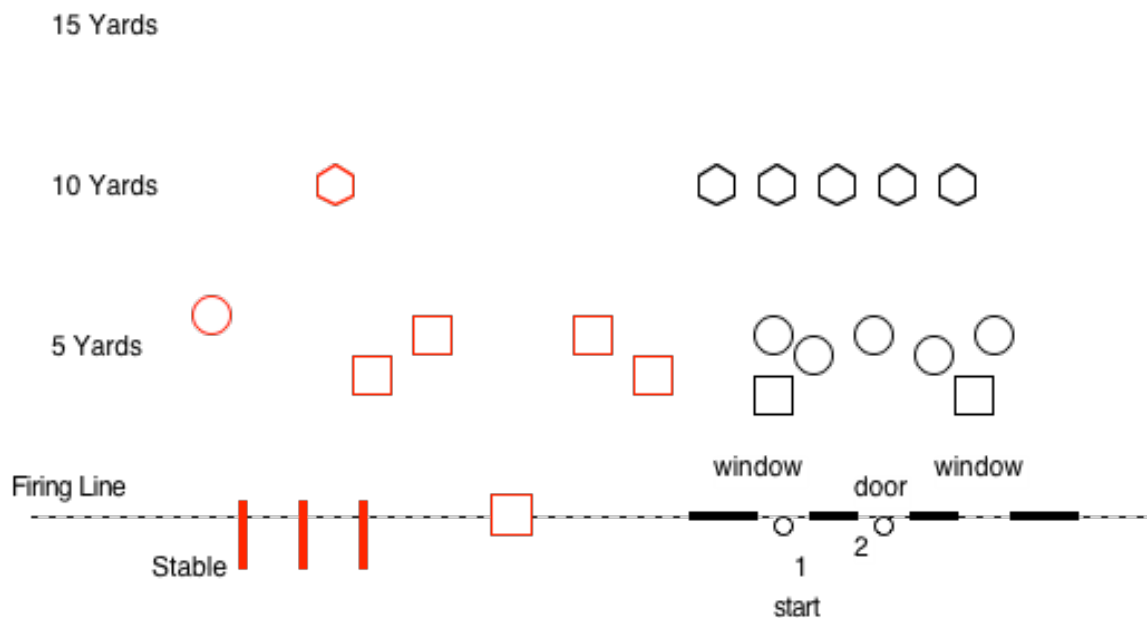 15 Yards
10 Yards
5 Yards
window
window
Firing Line
door
2
Stable
1
start